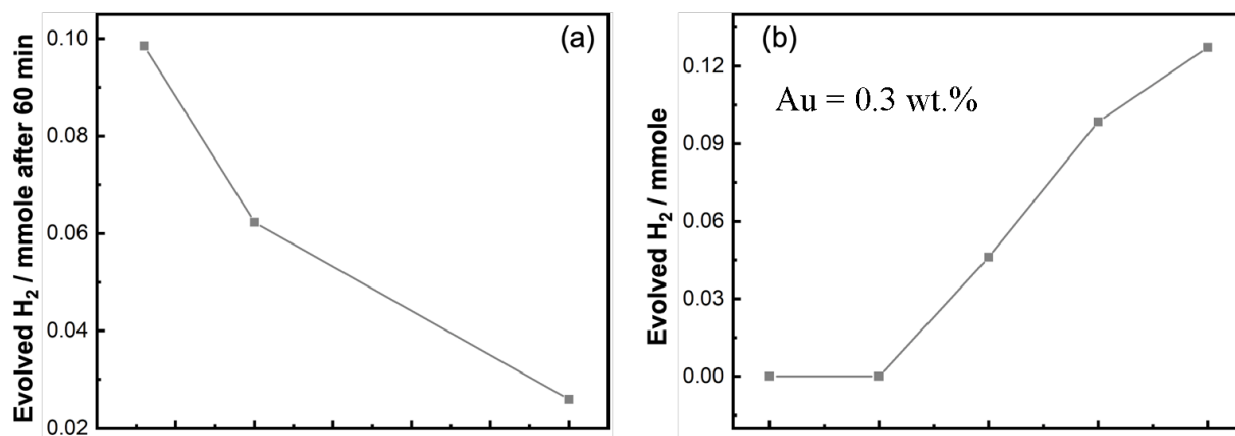 (a)
Evolved H₂ / mmole after 60 min
0.10
0.08
0.06
0.04
0.02
(b)
Au = 0.3 wt.%
Evolved H₂ / mmole
0.12
0.09
0.06
0.03
0.00